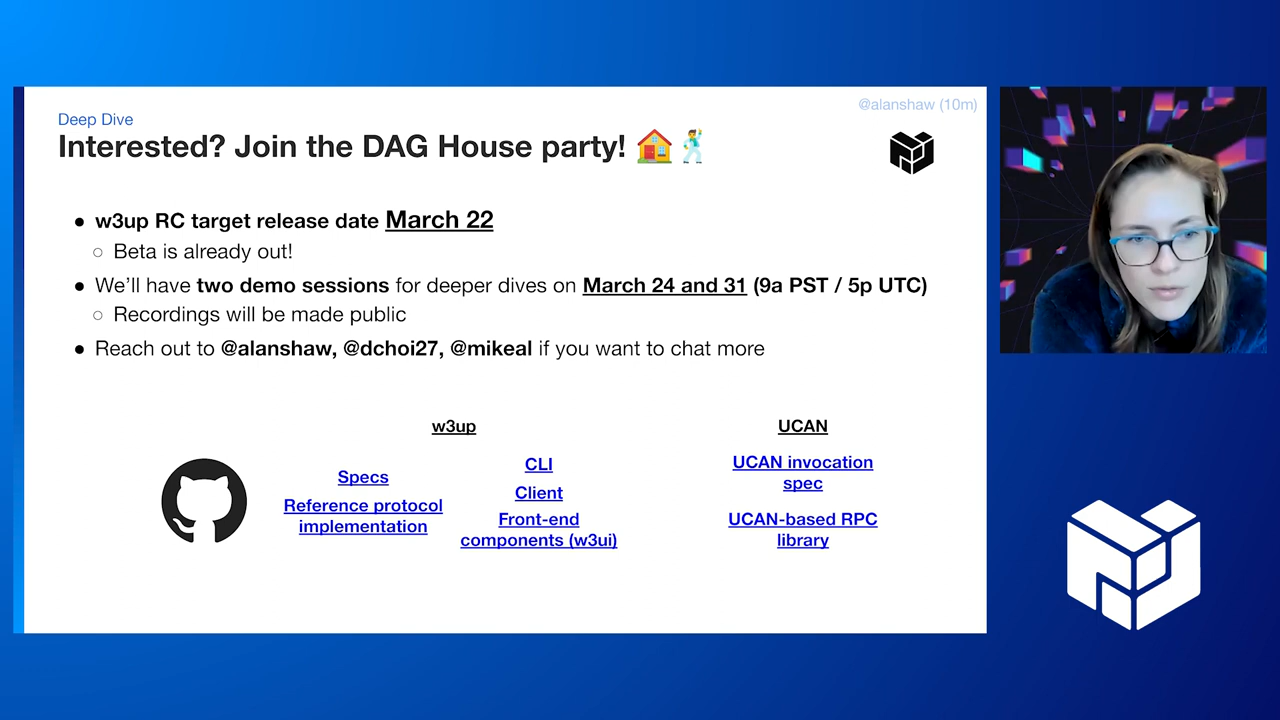 @alanshaw (10m)
Deep Dive
Interested? Join the DAG House party!
● w3up RC target release date March 22
○ Beta is already out!
● We’ll have two demo sessions for deeper dives on March 24 and 31 (9a PST / 5p UTC)
○ Recordings will be made public
● Reach out to @alanshaw, @dchoi27, @mikeal if you want to chat more
w3up
Specs
Reference protocol
implementation
CLI
Client
Front-end
components (w3ui)
UCAN
UCAN invocation
spec
UCAN-based RPC
library